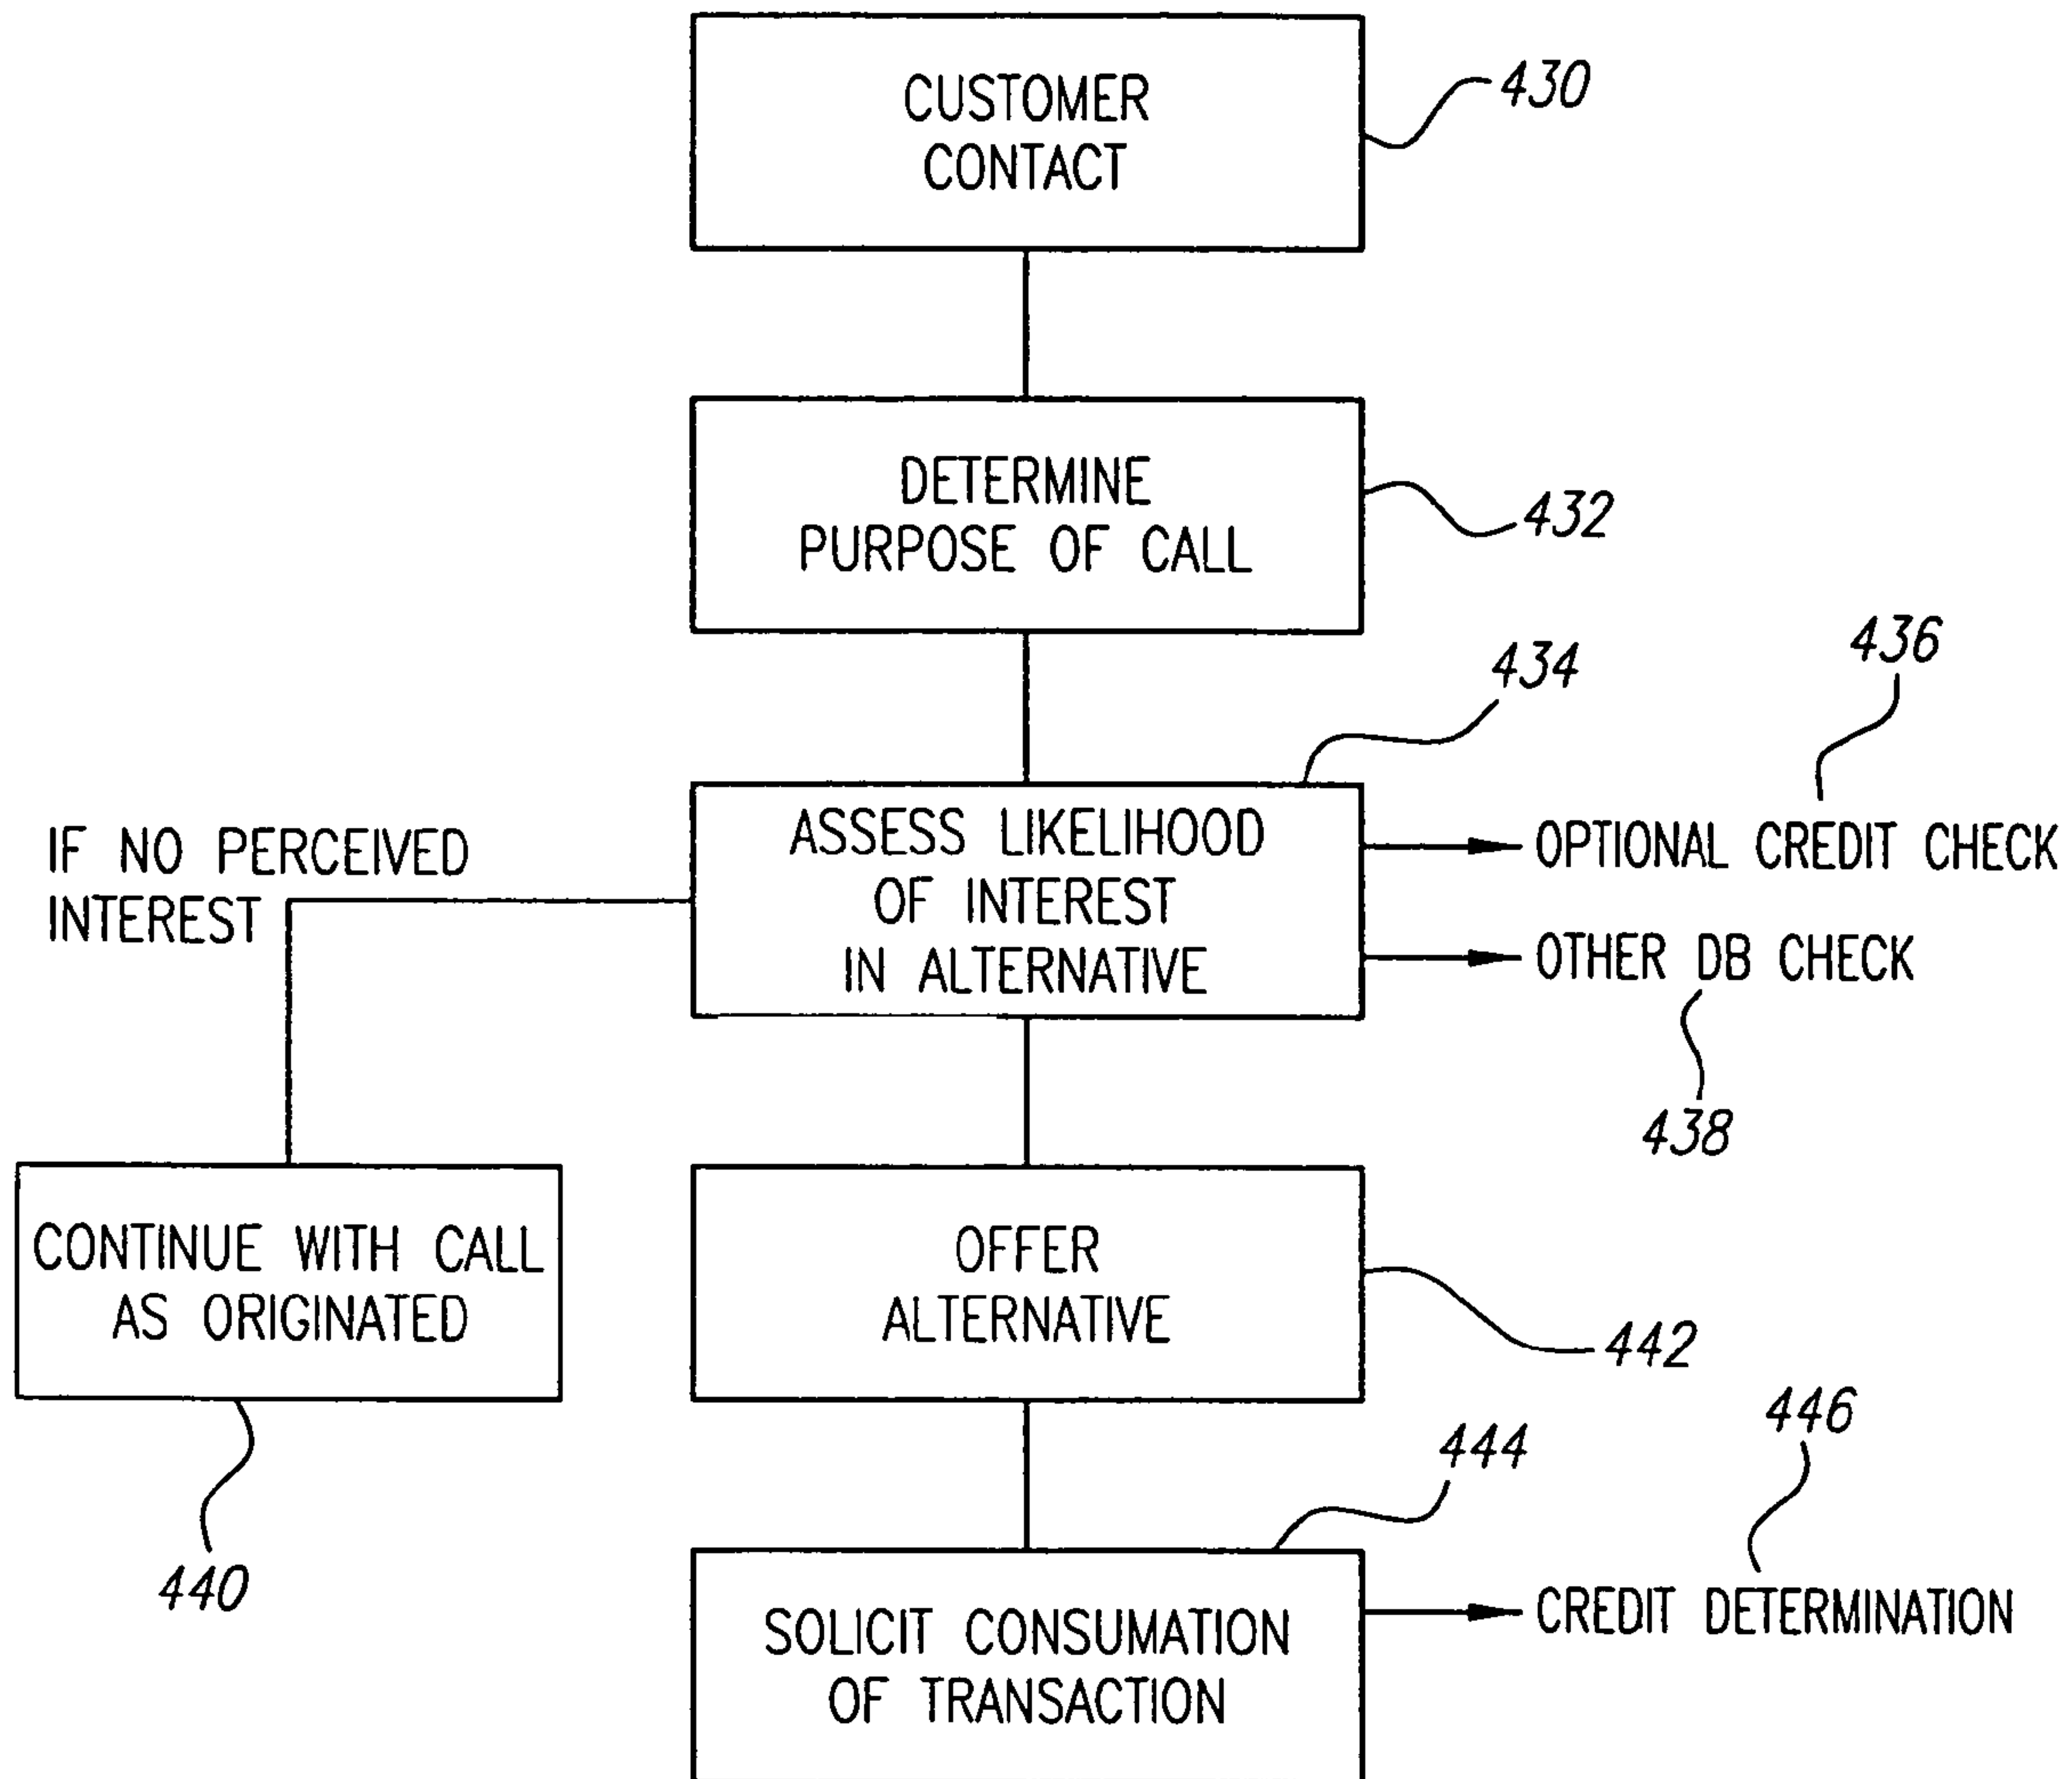 CUSTOMER
CONTACT
430
DETERMINE
PURPOSE OF CALL
432
434
436
IF NO PERCEIVED
INTEREST
ASSESS LIKELIHOOD
OF INTEREST
IN ALTERNATIVE
OPTIONAL CREDIT CHECK
OTHER DB CHECK
438
CONTINUE WITH CALL
AS ORIGINATED
440
OFFER
ALTERNATIVE
442
444
446
SOLICIT CONSUMATION
OF TRANSACTION
CREDIT DETERMINATION